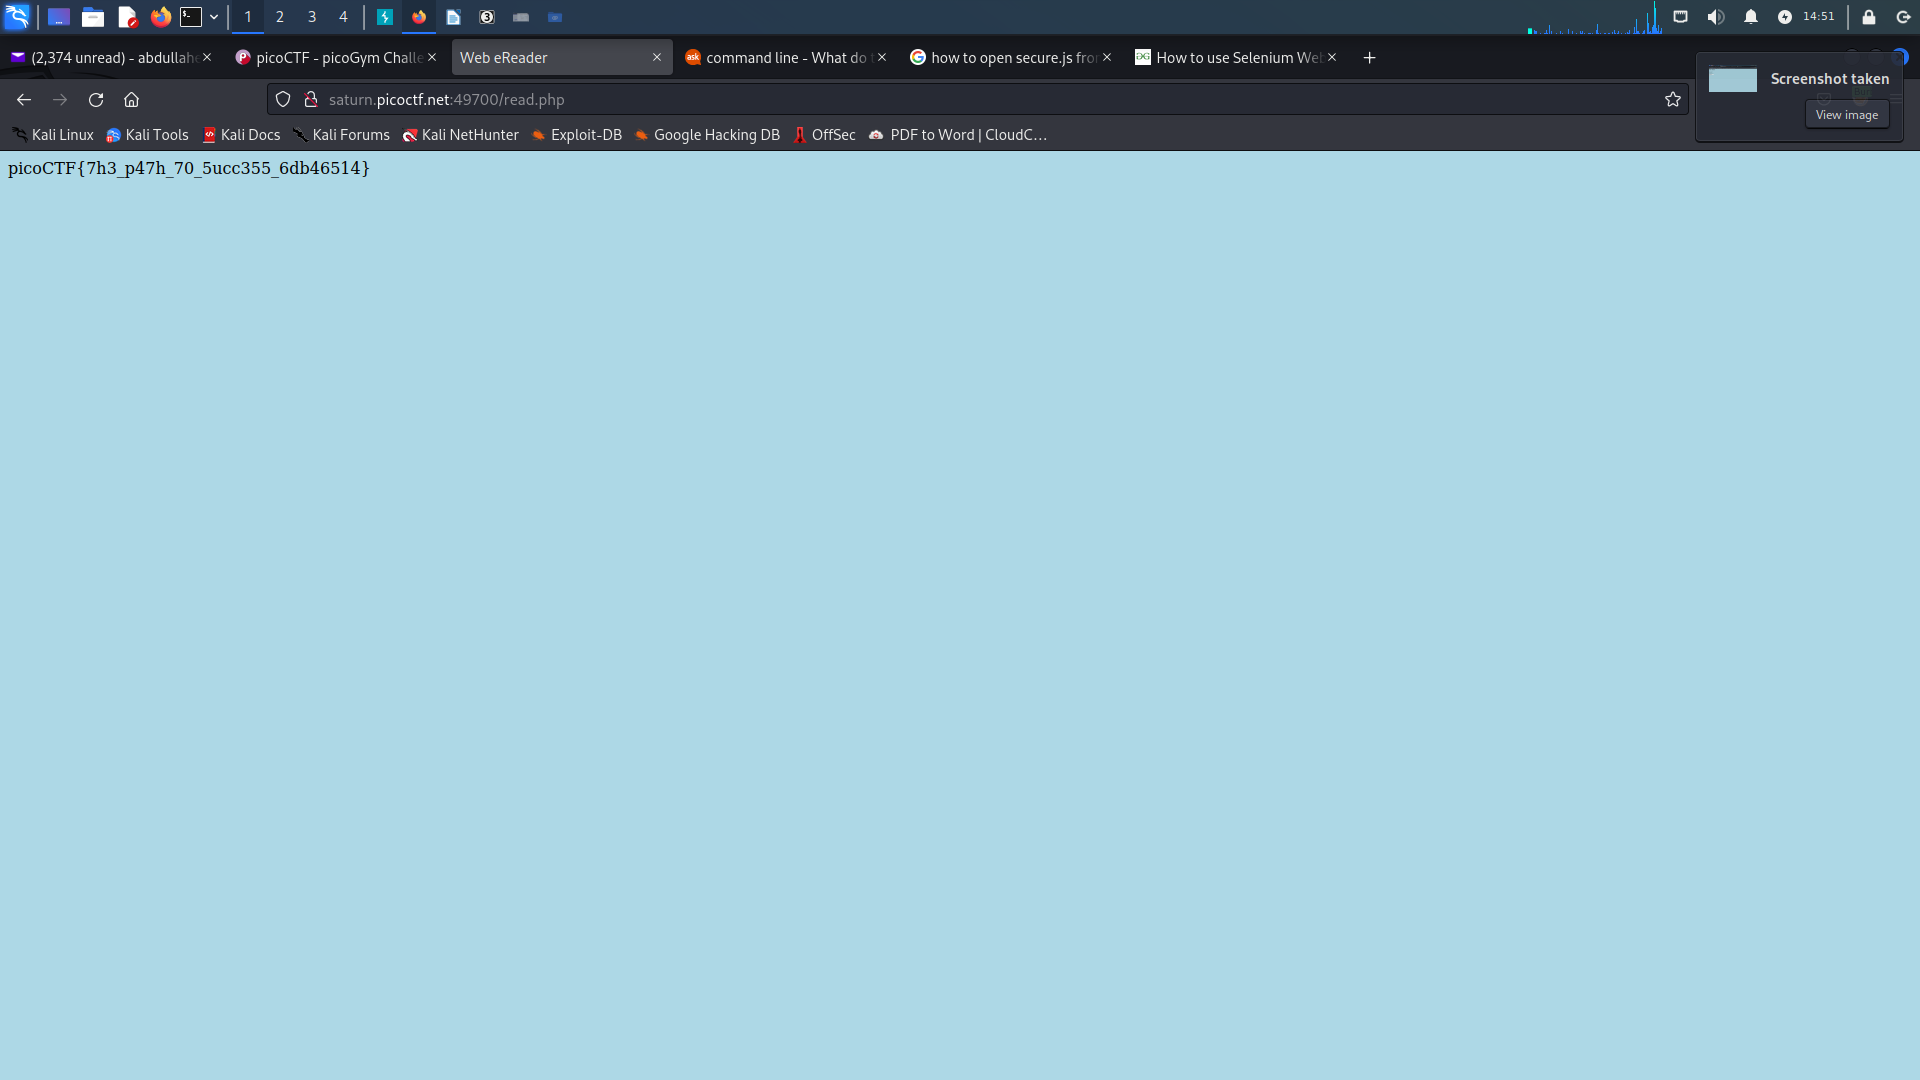 1 2 3 4 14:51
(2,374 unread) - abdullahe
picoCTF - picoGym Challe
Web eReader
command line - What do
how to open secure.js fro
How to use Selenium Web
Screenshot taken
View image
saturn.picoctf.net:49700/read.php
Kali Linux Kali Tools Kali Docs Kali Forums Kali NetHunter Exploit-DB Google Hacking DB OffSec PDF to Word | CloudC…
picoCTF{7h3_p47h_70_5ucc355_6db46514}